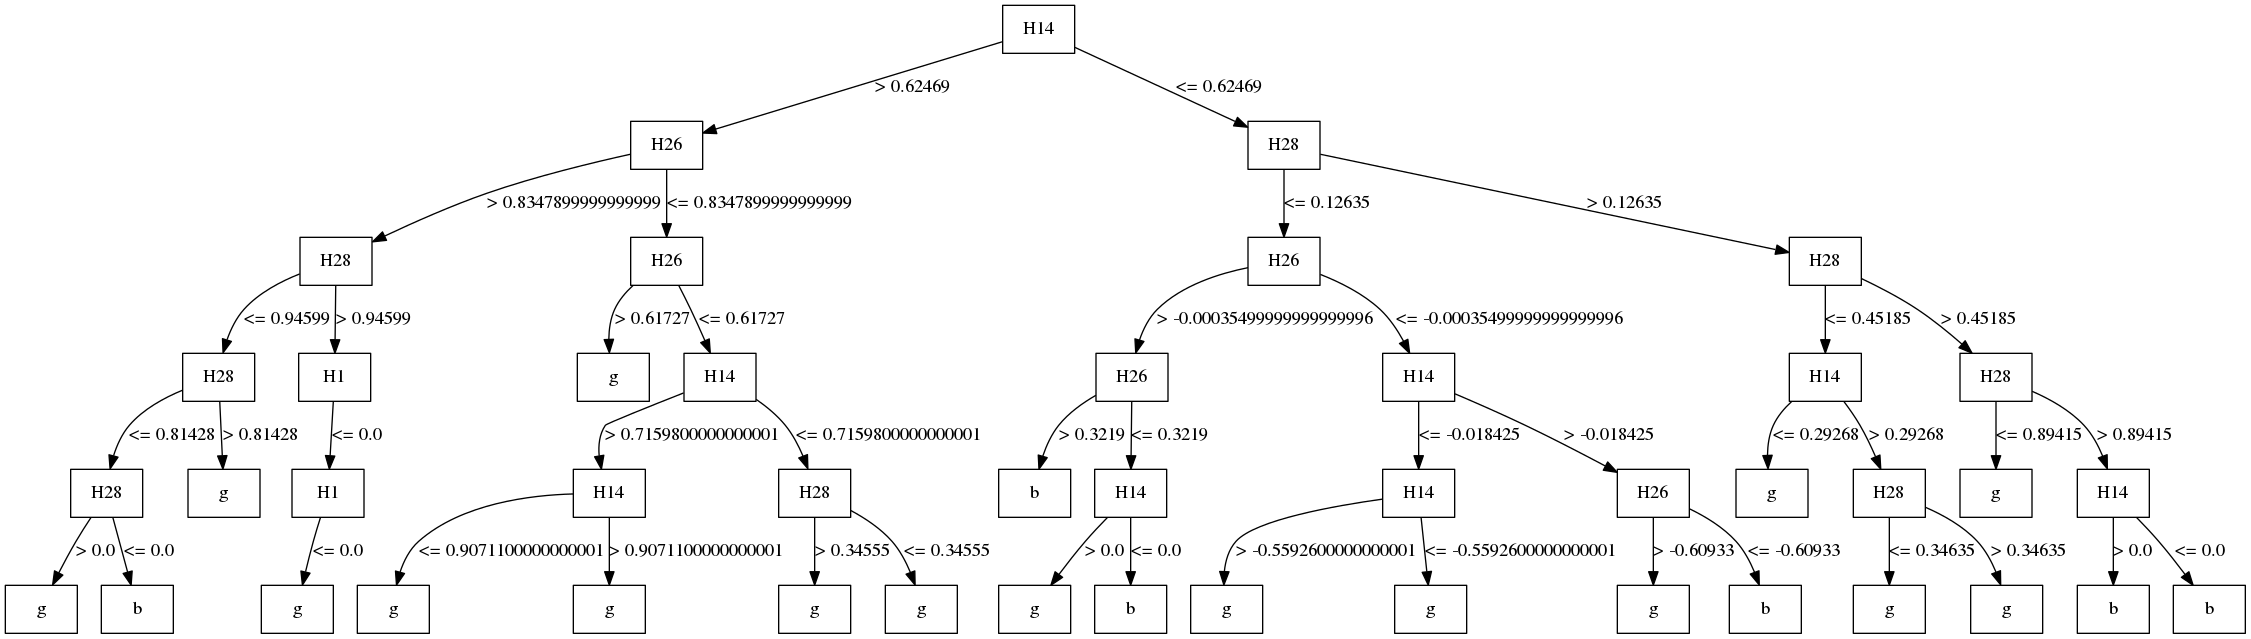 H14
> 0.62469
<= 0.62469
H26
H28
> 0.8347899999999999
<= 0.8347899999999999
<= 0.12635
> 0.12635
H28
H26
H26
H28
<= 0.94599
> 0.94599
> 0.61727
<= 0.61727
> -0.00035499999999999996
<= -0.00035499999999999996
<= 0.45185
> 0.45185
H28
H1
g
H14
H26
H14
H14
H28
<= 0.81428
> 0.81428
<= 0.0
> 0.7159800000000001
<= 0.7159800000000001
> 0.3219
<= 0.3219
<= -0.018425
> -0.018425
<= 0.29268
> 0.29268
<= 0.89415
> 0.89415
H28
g
H1
H14
H28
b
H14
H14
H26
g
H28
g
H14
> 0.0
<= 0.0
<= 0.0
<= 0.9071100000000001
> 0.9071100000000001
> 0.34555
<= 0.34555
> 0.0
<= 0.0
> -0.5592600000000001
<= -0.5592600000000001
> -0.60933
<= -0.60933
<= 0.34635
> 0.34635
> 0.0
<= 0.0
g
b
g
g
g
g
g
g
b
g
g
g
b
g
g
b
b